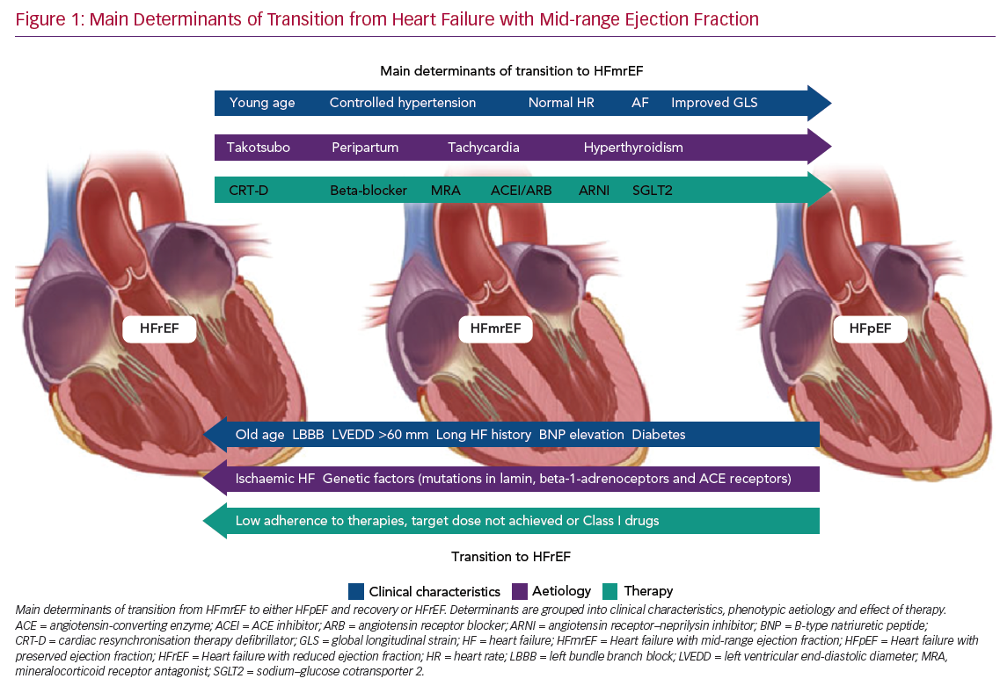 Figure 1: Main Determinants of Transition from Heart Failure with Mid-range Ejection Fraction
Main determinants of transition to HFmrEF
Young age Controlled hypertension Normal HR AF Improved GLS
Takotsubo Peripartum Tachycardia Hyperthyroidism
CRT-D Beta-blocker MRA ACEI/ARB ARNI SGLT2
HFrEF HFmrEF HFpEF
Old age LBBB LVEDD >60 mm Long HF history BNP elevation Diabetes
Ischaemic HF Genetic factors (mutations in lamin, beta-1-adrenoceptors and ACE receptors)
Low adherence to therapies, target dose not achieved or Class I drugs
Transition to HFrEF
Clinical characteristics Aetiology Therapy
Main determinants of transition from HFmrEF to either HFpEF and recovery or HFrEF. Determinants are grouped into clinical characteristics, phenotypic aetiology and effect of therapy.
ACE = angiotensin-converting enzyme; ACEI = ACE inhibitor; ARB = angiotensin receptor blocker; ARNI = angiotensin receptor–neprilysin inhibitor; BNP = B-type natriuretic peptide;
CRT-D = cardiac resynchronisation therapy defibrillator; GLS = global longitudinal strain; HF = heart failure; HFmrEF = Heart failure with mid-range ejection fraction; HFpEF = Heart failure with
preserved ejection fraction; HFrEF = Heart failure with reduced ejection fraction; HR = heart rate; LBBB = left bundle branch block; LVEDD = left ventricular end-diastolic diameter; MRA,
mineralocorticoid receptor antagonist; SGLT2 = sodium–glucose cotransporter 2.